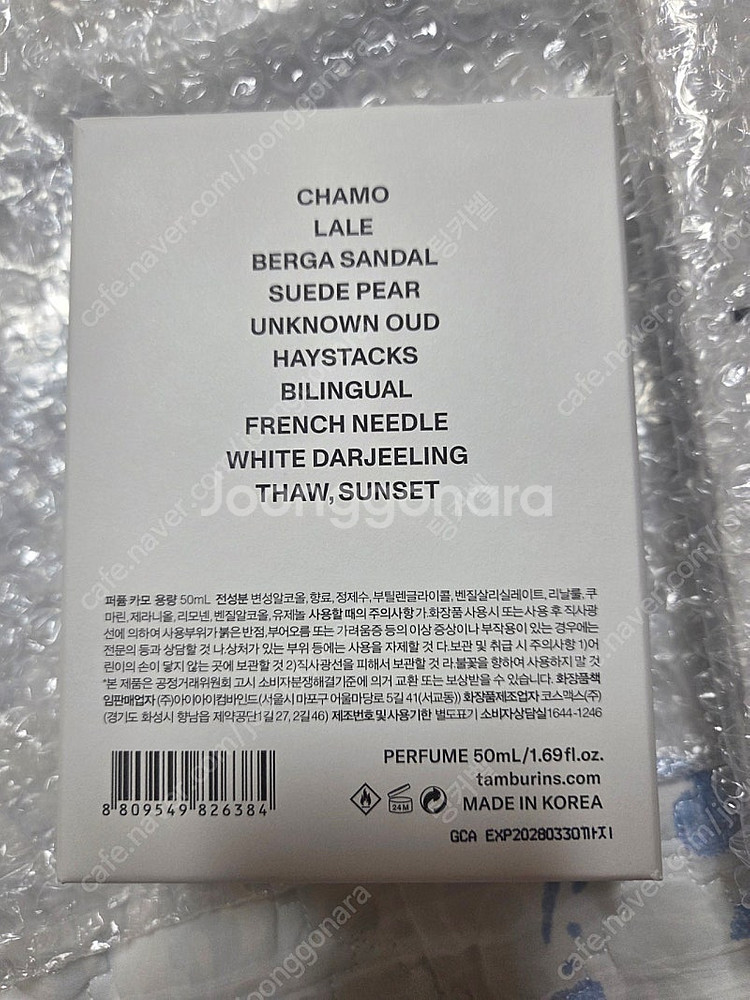 CHAMO
LALE
BERGA SANDAL
SUEDE PEAR
UNKNOWN OUD
HAYSTACKS
BILINGUAL
FRENCH NEEDLE
WHITE DARJEELING
THAW, SUNSET
Joonggonara
팅커벨
퍼퓸 카모 용량 50mL 전성분 변성알코올, 향료, 정제수, 부틸렌글라이콜, 벤질살리실레이트, 리날룰, 쿠
마린, 제라니올, 리모넨, 벤질알코올, 유제놀 사용할 때의 주의사항 가.화장품 사용시 또는 사용 후 직사광
선에 의하여 사용부위가 붉은 반점, 부어오름 또는 가려움증 등의 이상 증상이나 부작용이 있는 경우에는
전문의 등과 상담할 것 나.상처가 있는 부위 등에는 사용을 자제할 것 다.보관 및 취급 시 주의사항 1)어
린이의 손이 닿지 않는 곳에 보관할 것 2)직사광선을 피해서 보관할 것 라.불꽃을 향하여 사용하지 말 것
*본 제품은 공정거래위원회 고시 소비자분쟁해결기준에 의거 교환 또는 보상받을 수 있습니다. 화장품책
임판매업자 (주)아이아이컴바인드(서울시 마포구 어울마당로 5길 41(서교동)) 화장품제조업자 코스맥스(주)
(경기도 화성시 향남읍 제약공단1길 27, 2길 46) 제조번호 및 사용기한 별도표기 소비자상담실 1644-1246
PERFUME 50mL/1.69fl.oz.
tamburins.com
24M
MADE IN KOREA
8 809549 826384
GCA EXP20280330까지
cafe.naver.com/joonggonara